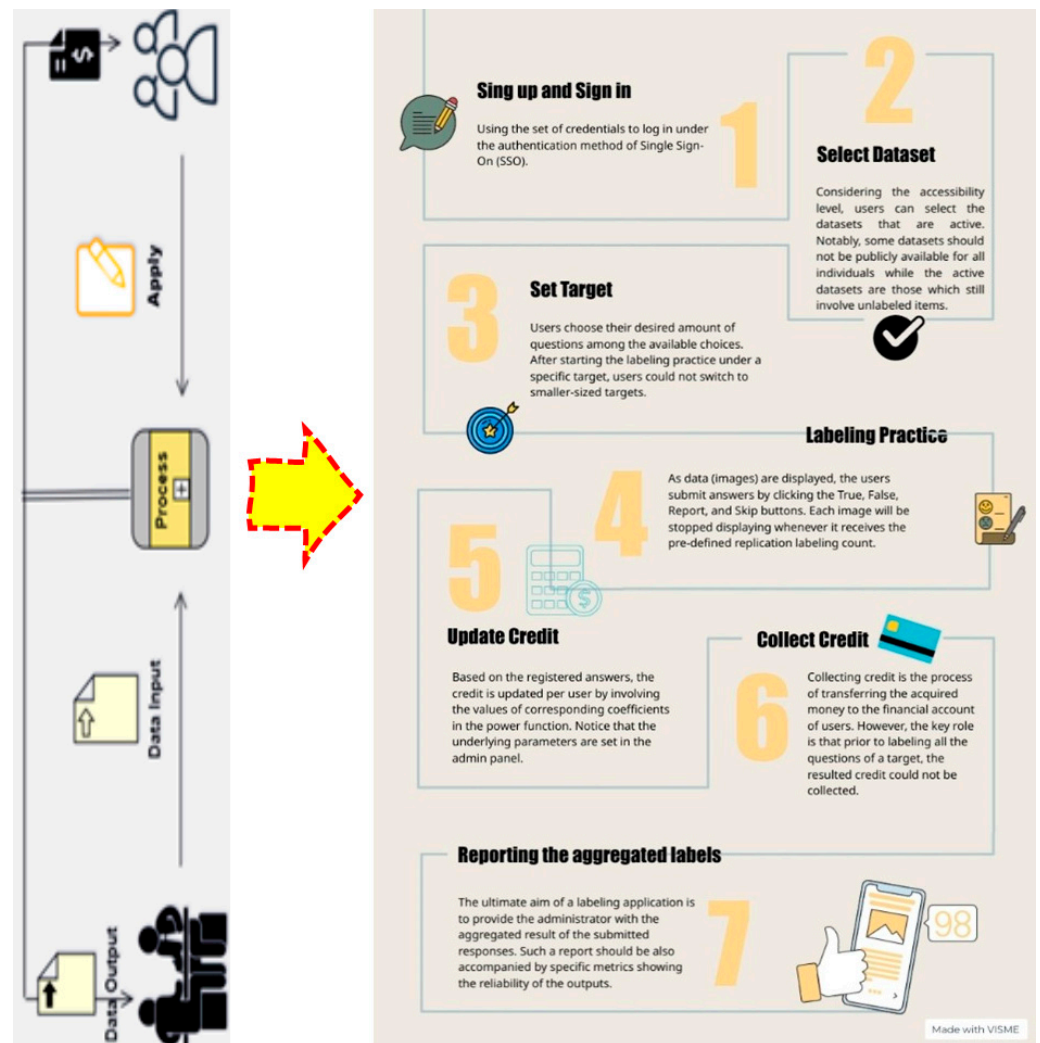 $
Apply
Process
Data Input
Data Output
1
Sing up and Sign in
Using the set of credentials to log in under
the authentication method of Single Sign-
On (SSO).
2
Select Dataset
Considering the accessibility
level, users can select the
datasets that are active.
Notably, some datasets should
not be publicly available for all
individuals while the active
datasets are those which still
involve unlabeled items.
3
Set Target
Users choose their desired amount of
questions among the available choices.
After starting the labeling practice under a
specific target, users could not switch to
smaller-sized targets.
4
Labeling Practice
As data (images) are displayed, the users
submit answers by clicking the True, False,
Report, and Skip buttons. Each image will be
stopped displaying whenever it receives the
pre-defined replication labeling count.
5
$
Update Credit
Based on the registered answers, the
credit is updated per user by involving
the values of corresponding coefficients
in the power function. Notice that the
underlying parameters are set in the
admin panel.
6
Collect Credit
Collecting credit is the process
of transferring the acquired
money to the financial account
of users. However, the key role
is that prior to labeling all the
questions of a target, the
resulted credit could not be
collected.
7
Reporting the aggregated labels
The ultimate aim of a labeling application is
to provide the administrator with the
aggregated result of the submitted
responses. Such a report should be also
accompanied by specific metrics showing
the reliability of the outputs.
98
Made with VISME